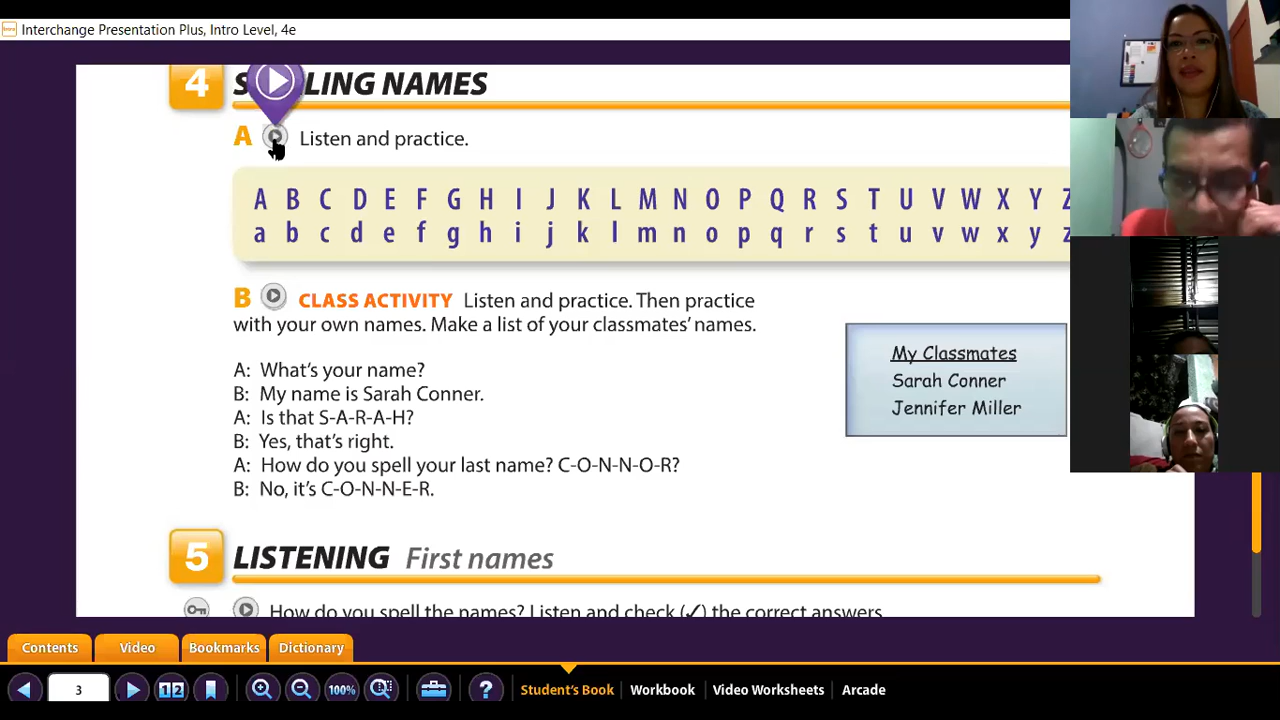 Interchange Presentation Plus, Intro Level, 4e
4 S LING NAMES
A Listen and practice.
A B C D E F G H I J K L M N O P Q R S T U V W X Y Z
a b c d e f g h i j k l m n o p q r s t u v w x y z
B CLASS ACTIVITY Listen and practice. Then practice
with your own names. Make a list of your classmates' names.
A: What's your name?
B: My name is Sarah Conner.
A: Is that S-A-R-A-H?
B: Yes, that's right.
A: How do you spell your last name? C-O-N-N-O-R?
B: No, it's C-O-N-N-E-R.
My Classmates
Sarah Conner
Jennifer Miller
5 LISTENING First names
How do you spell the names? Listen and check (✓) the correct answers
Contents Video Bookmarks Dictionary
3 12 100% ? Student's Book Workbook Video Worksheets Arcade